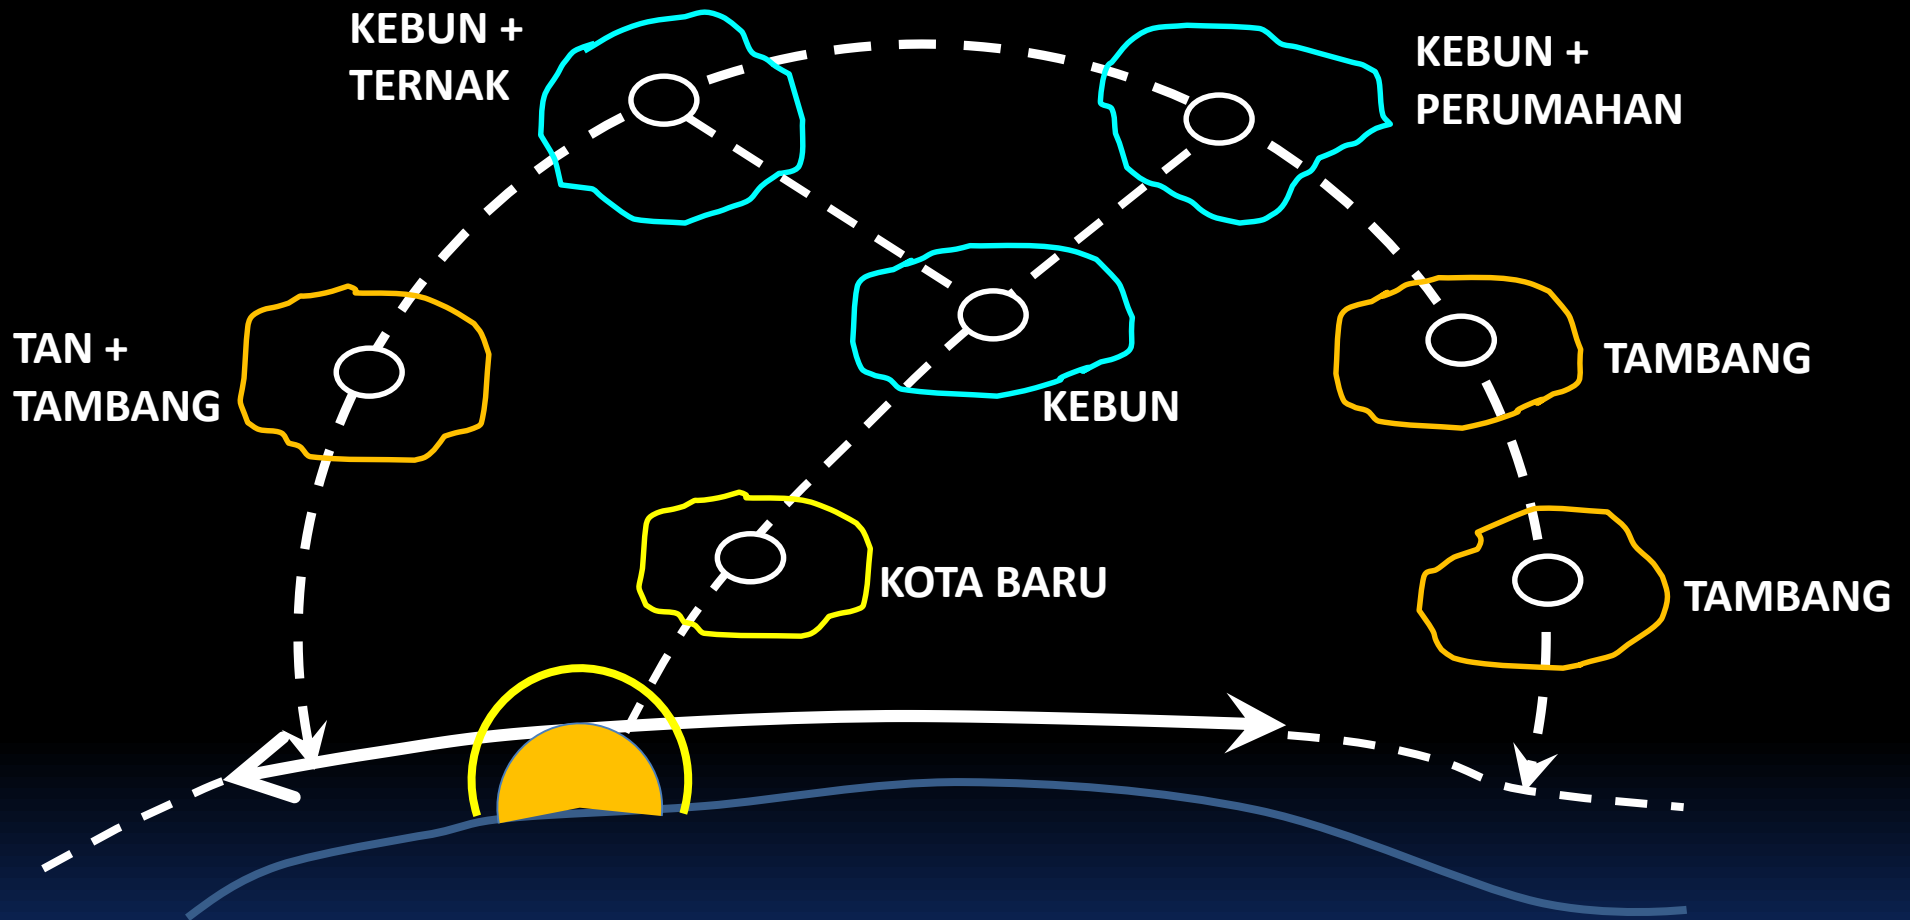 KEBUN +
TERNAK
KEBUN +
PERUMAHAN
TAN +
TAMBANG
TAMBANG
KEBUN
KOTA BARU
TAMBANG